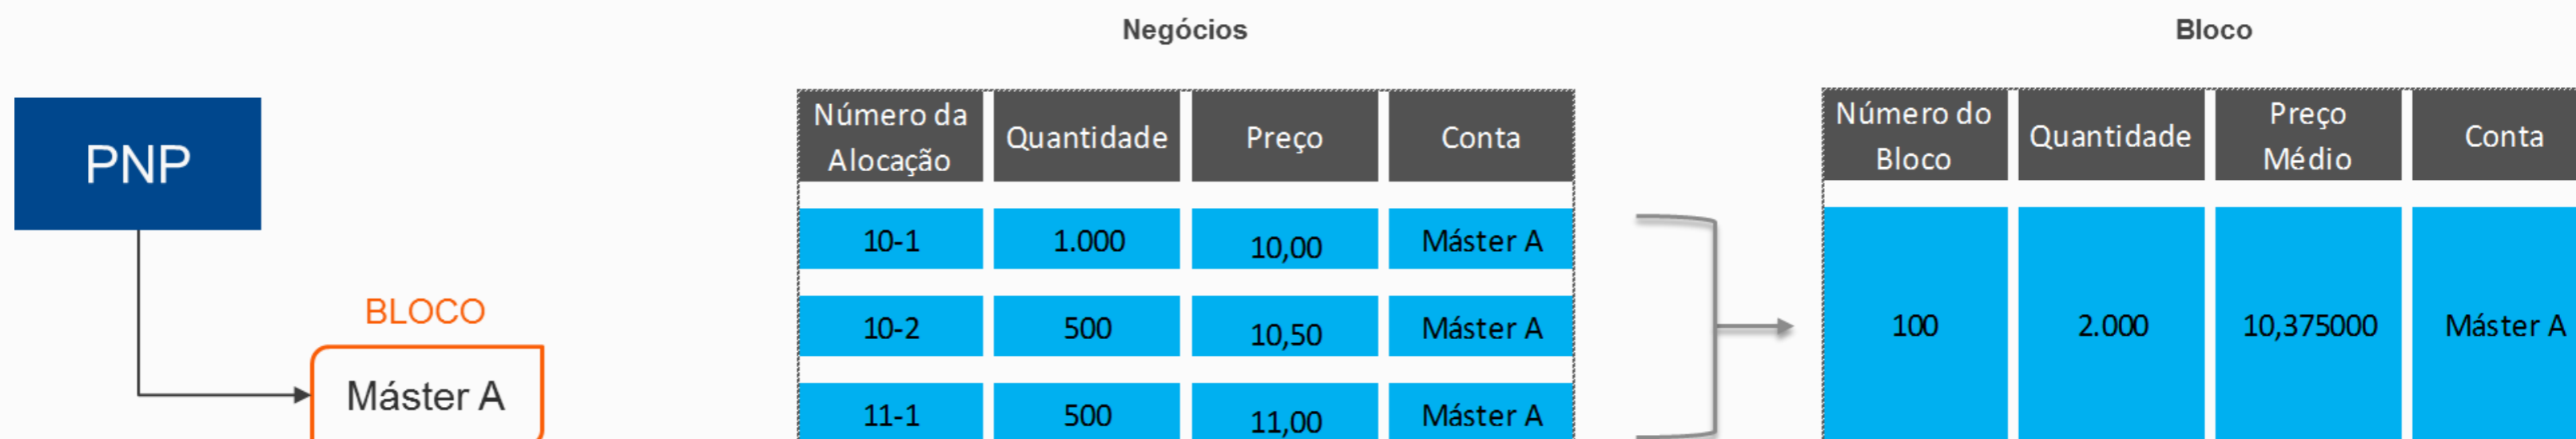 Negócios
Bloco
PNP
BLOCO
Máster A
Número da Alocação Quantidade Preço Conta
10-1 1.000 10,00 Máster A
10-2 500 10,50 Máster A
11-1 500 11,00 Máster A
Número do Bloco Quantidade Preço Médio Conta
100 2.000 10,375000 Máster A